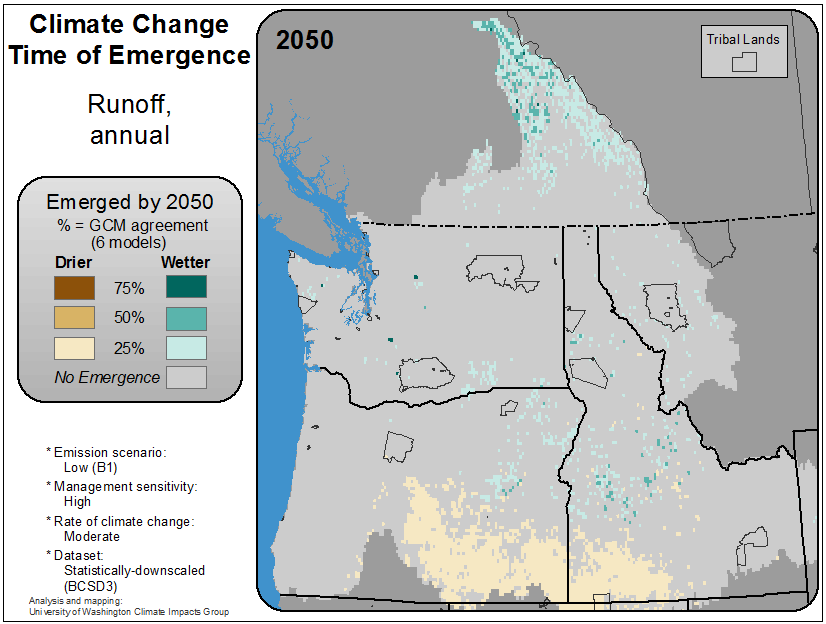 Climate Change
Time of Emergence
Runoff,
annual
Emerged by 2050
% = GCM agreement
(6 models)
Drier Wetter
75%
50%
25%
No Emergence
* Emission scenario:
Low (B1)
* Management sensitivity:
High
* Rate of climate change:
Moderate
* Dataset:
Statistically-downscaled
(BCSD3)
Analysis and mapping:
University of Washington Climate Impacts Group
2050
Tribal Lands